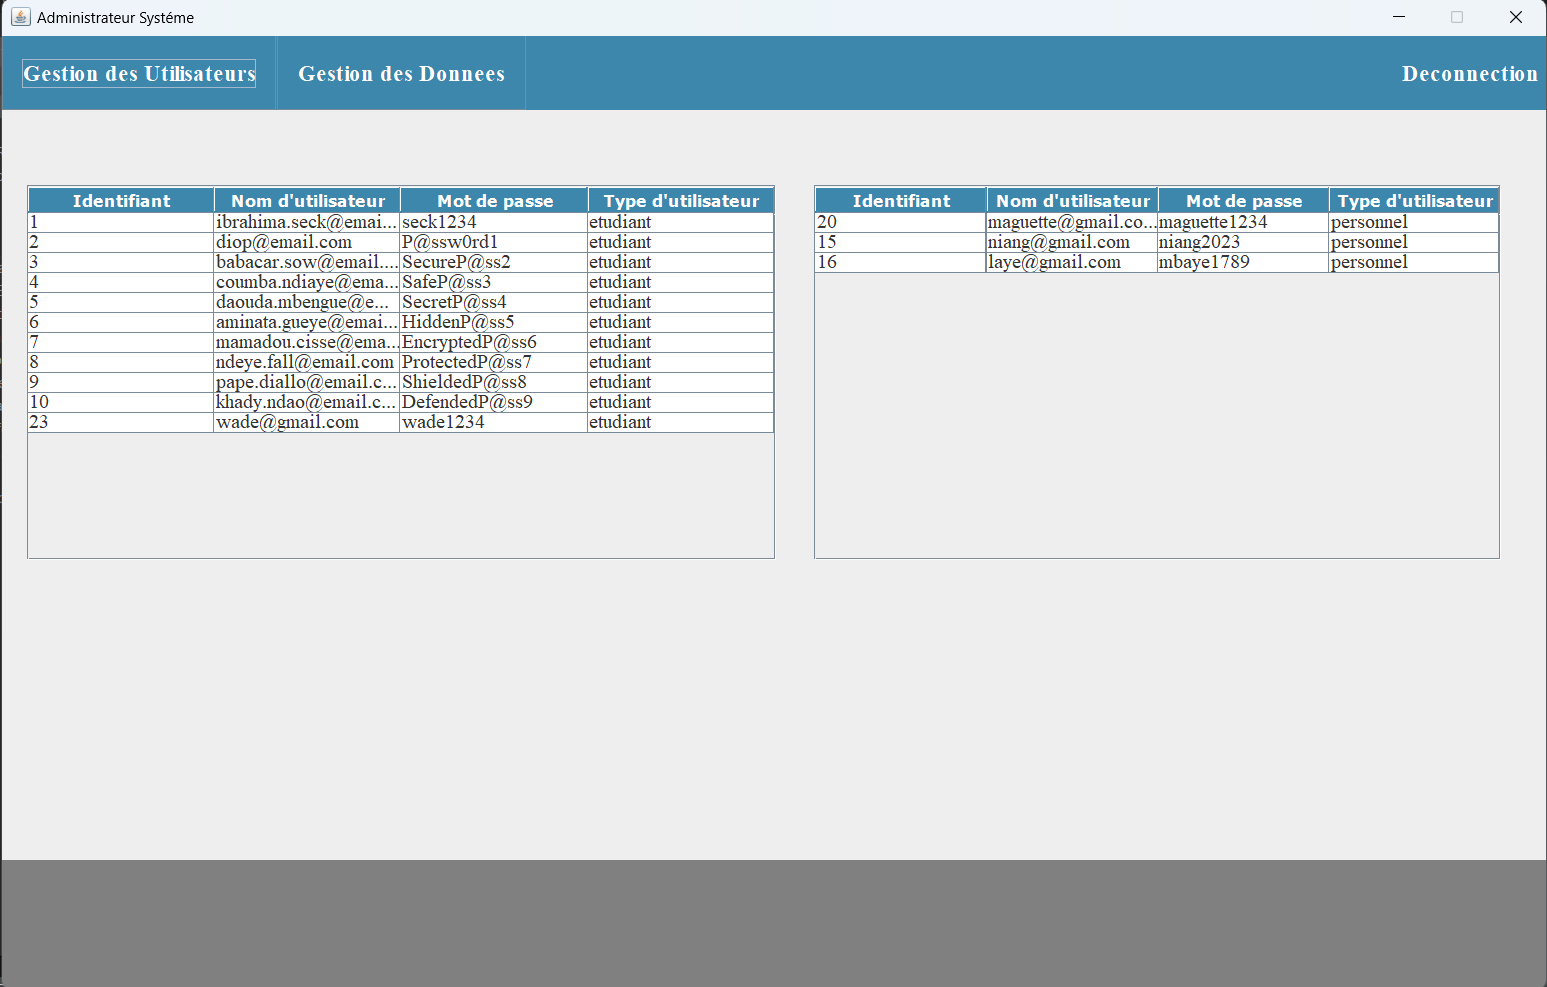 Administrateur Systéme
Gestion des Utilisateurs Gestion des Donnees Deconnection
Identifiant Nom d'utilisateur Mot de passe Type d'utilisateur
1 ibrahima.seck@emai... seck1234 etudiant
2 diop@email.com P@ssw0rd1 etudiant
3 babacar.sow@email.... SecureP@ss2 etudiant
4 coumba.ndiaye@ema... SafeP@ss3 etudiant
5 daouda.mbengue@e... SecretP@ss4 etudiant
6 aminata.gueye@emai... HiddenP@ss5 etudiant
7 mamadou.cisse@ema... EncryptedP@ss6 etudiant
8 ndeye.fall@email.com ProtectedP@ss7 etudiant
9 pape.diallo@email.c... ShieldedP@ss8 etudiant
10 khady.ndao@email.c... DefendedP@ss9 etudiant
23 wade@gmail.com wade1234 etudiant
Identifiant Nom d'utilisateur Mot de passe Type d'utilisateur
20 maguette@gmail.co... maguette1234 personnel
15 niang@gmail.com niang2023 personnel
16 laye@gmail.com mbaye1789 personnel